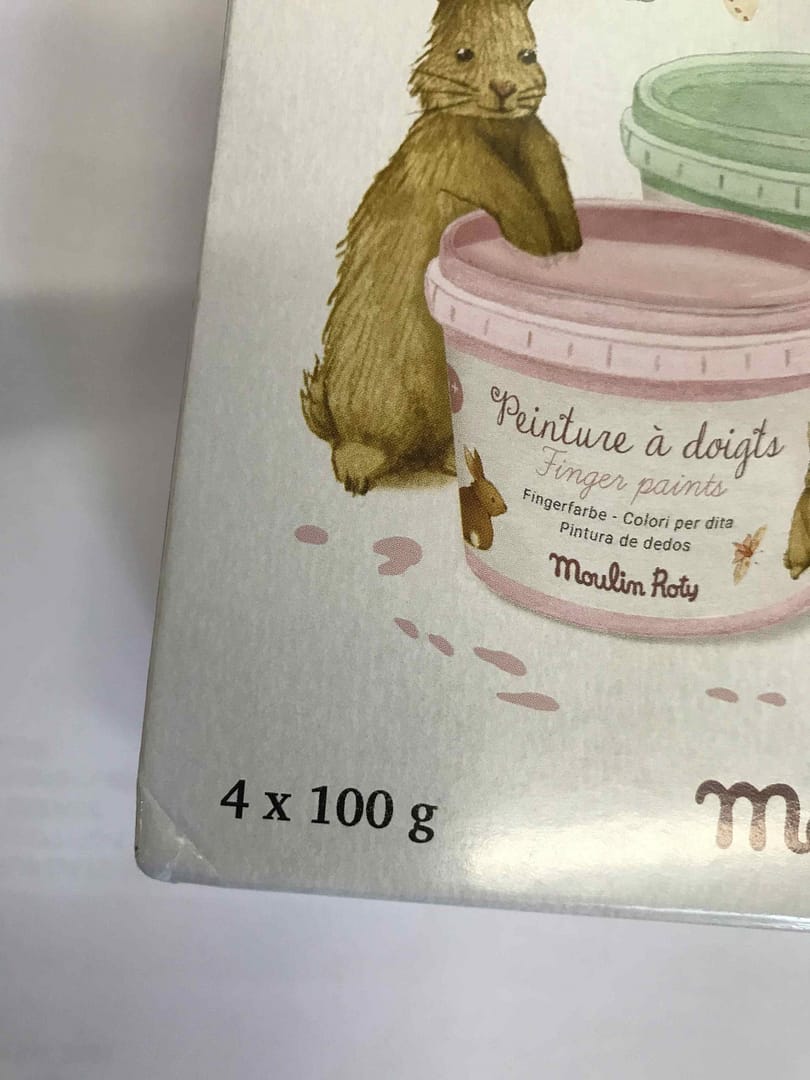 Peinture à doigts
Finger paints
Fingerfarbe - Colori per dita
Pintura de dedos
Moulin Roty
4 x 100 g